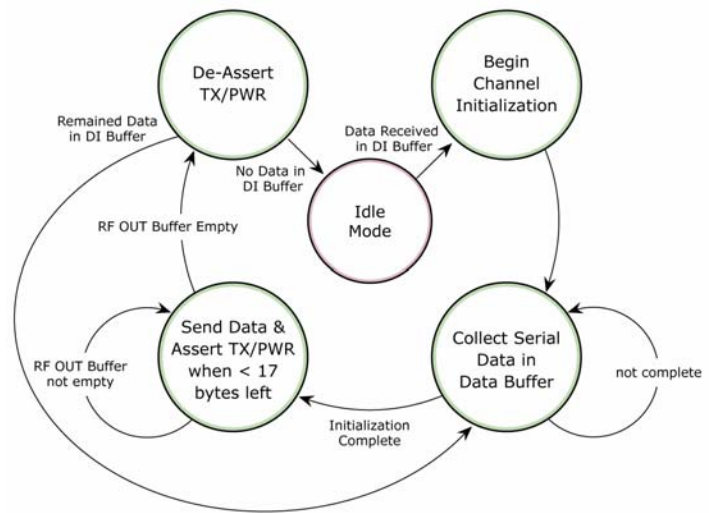 De-Assert
TX/PWR
Begin
Channel
Initialization
Remained Data
in DI Buffer
Data Received
in DI Buffer
No Data in
DI Buffer
Idle
Mode
RF OUT Buffer Empty
Send Data &
Assert TX/PWR
when < 17
bytes left
Collect Serial
Data in
Data Buffer
RF OUT Buffer
not empty
not complete
Initialization
Complete